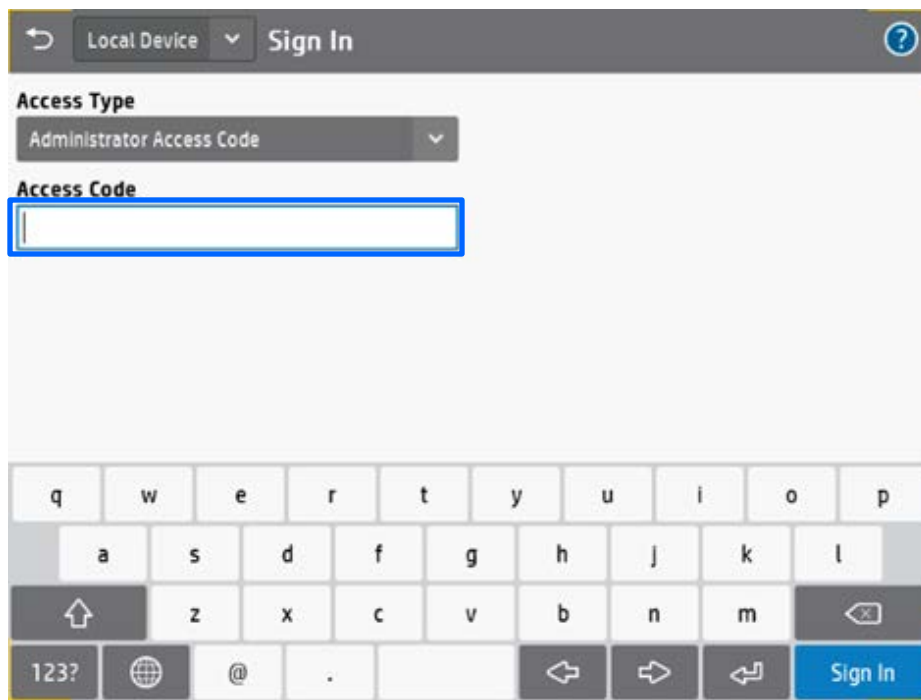 Local Device Sign In ?
Access Type
Administrator Access Code
Access Code
q w e r t y u i o p
a s d f g h j k l
z x c v b n m
123? @ . Sign In